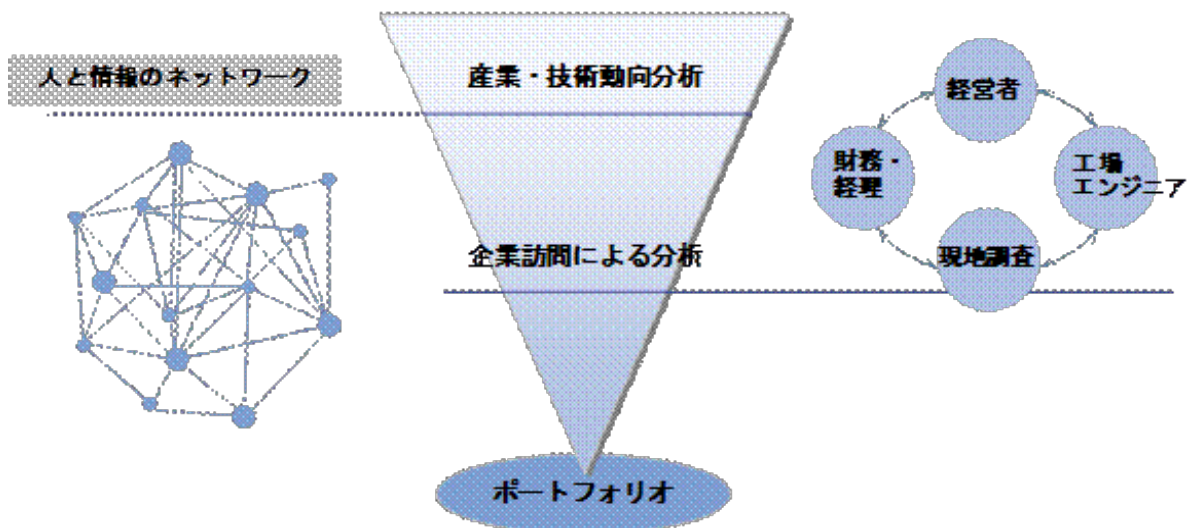 人と情報のネットワーク
産業・技術動向分析
経営者
財務・
経理
工場
エンジニア
企業訪問による分析
現地調査
ポートフォリオ